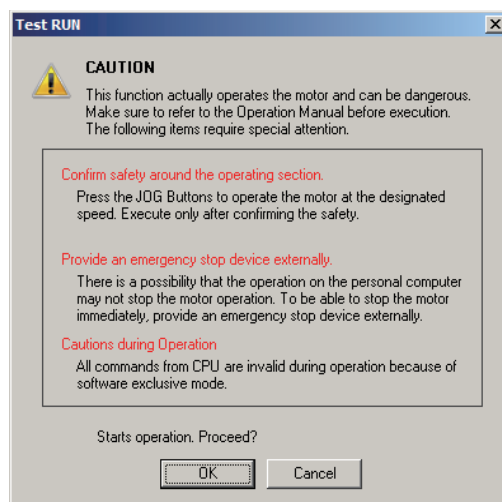 Test RUN
CAUTION
This function actually operates the motor and can be dangerous.
Make sure to refer to the Operation Manual before execution.
The following items require special attention.
Confirm safety around the operating section.
Press the JOG Buttons to operate the motor at the designated
speed. Execute only after confirming the safety.
Provide an emergency stop device externally.
There is a possibility that the operation on the personal computer
may not stop the motor operation. To be able to stop the motor
immediately, provide an emergency stop device externally.
Cautions during Operation
All commands from CPU are invalid during operation because of
software exclusive mode.
Starts operation. Proceed?
OK
Cancel